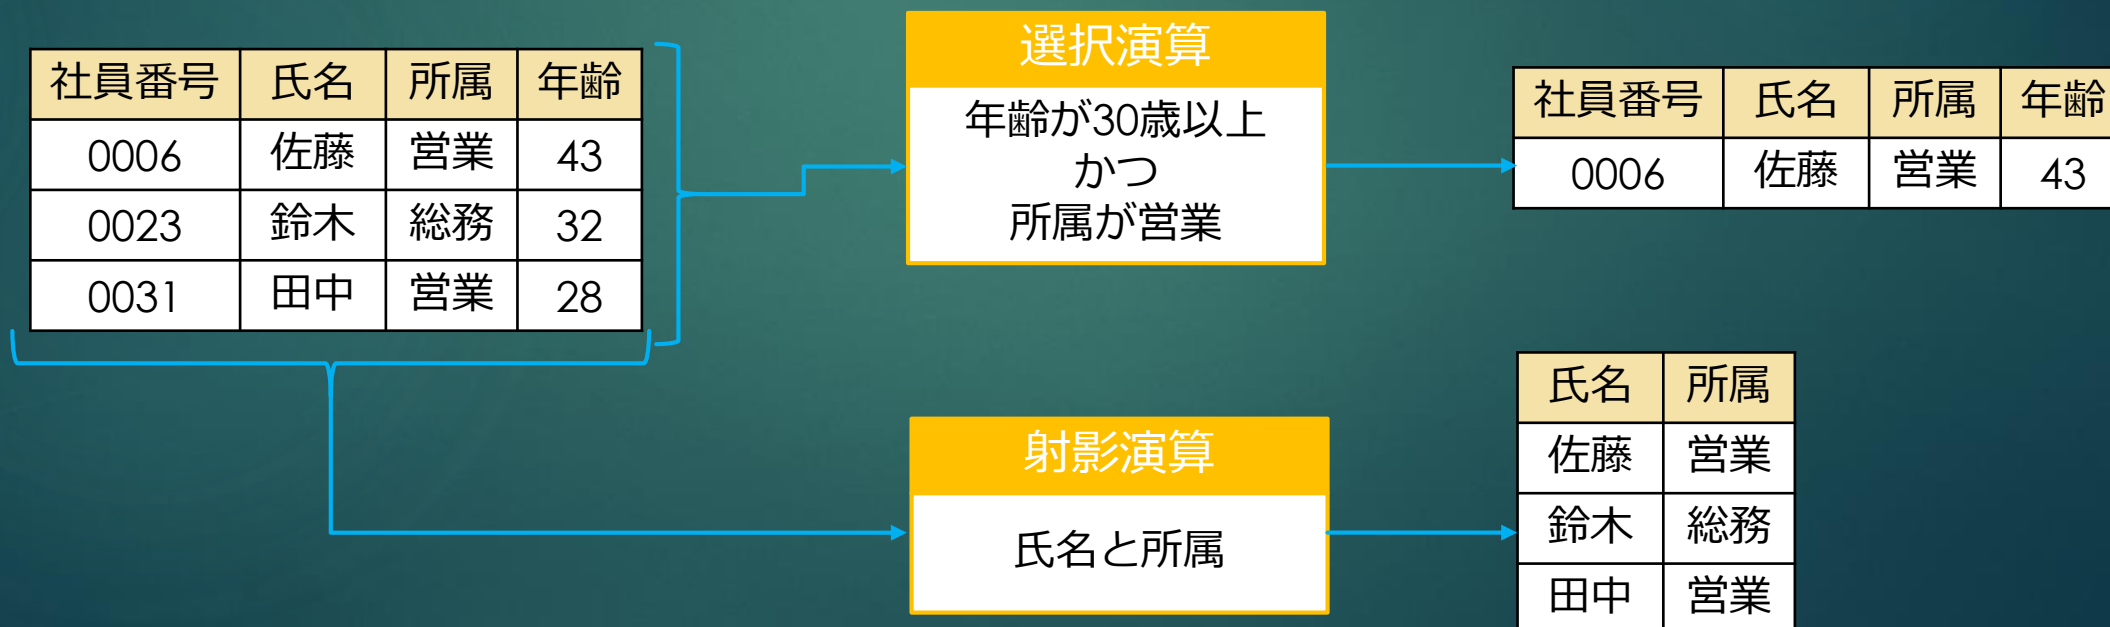 社員番号 氏名 所属 年齢
0006 佐藤 営業 43
0023 鈴木 総務 32
0031 田中 営業 28
選択演算
年齢が30歳以上
かつ
所属が営業
社員番号 氏名 所属 年齢
0006 佐藤 営業 43
射影演算
氏名と所属
氏名 所属
佐藤 営業
鈴木 総務
田中 営業